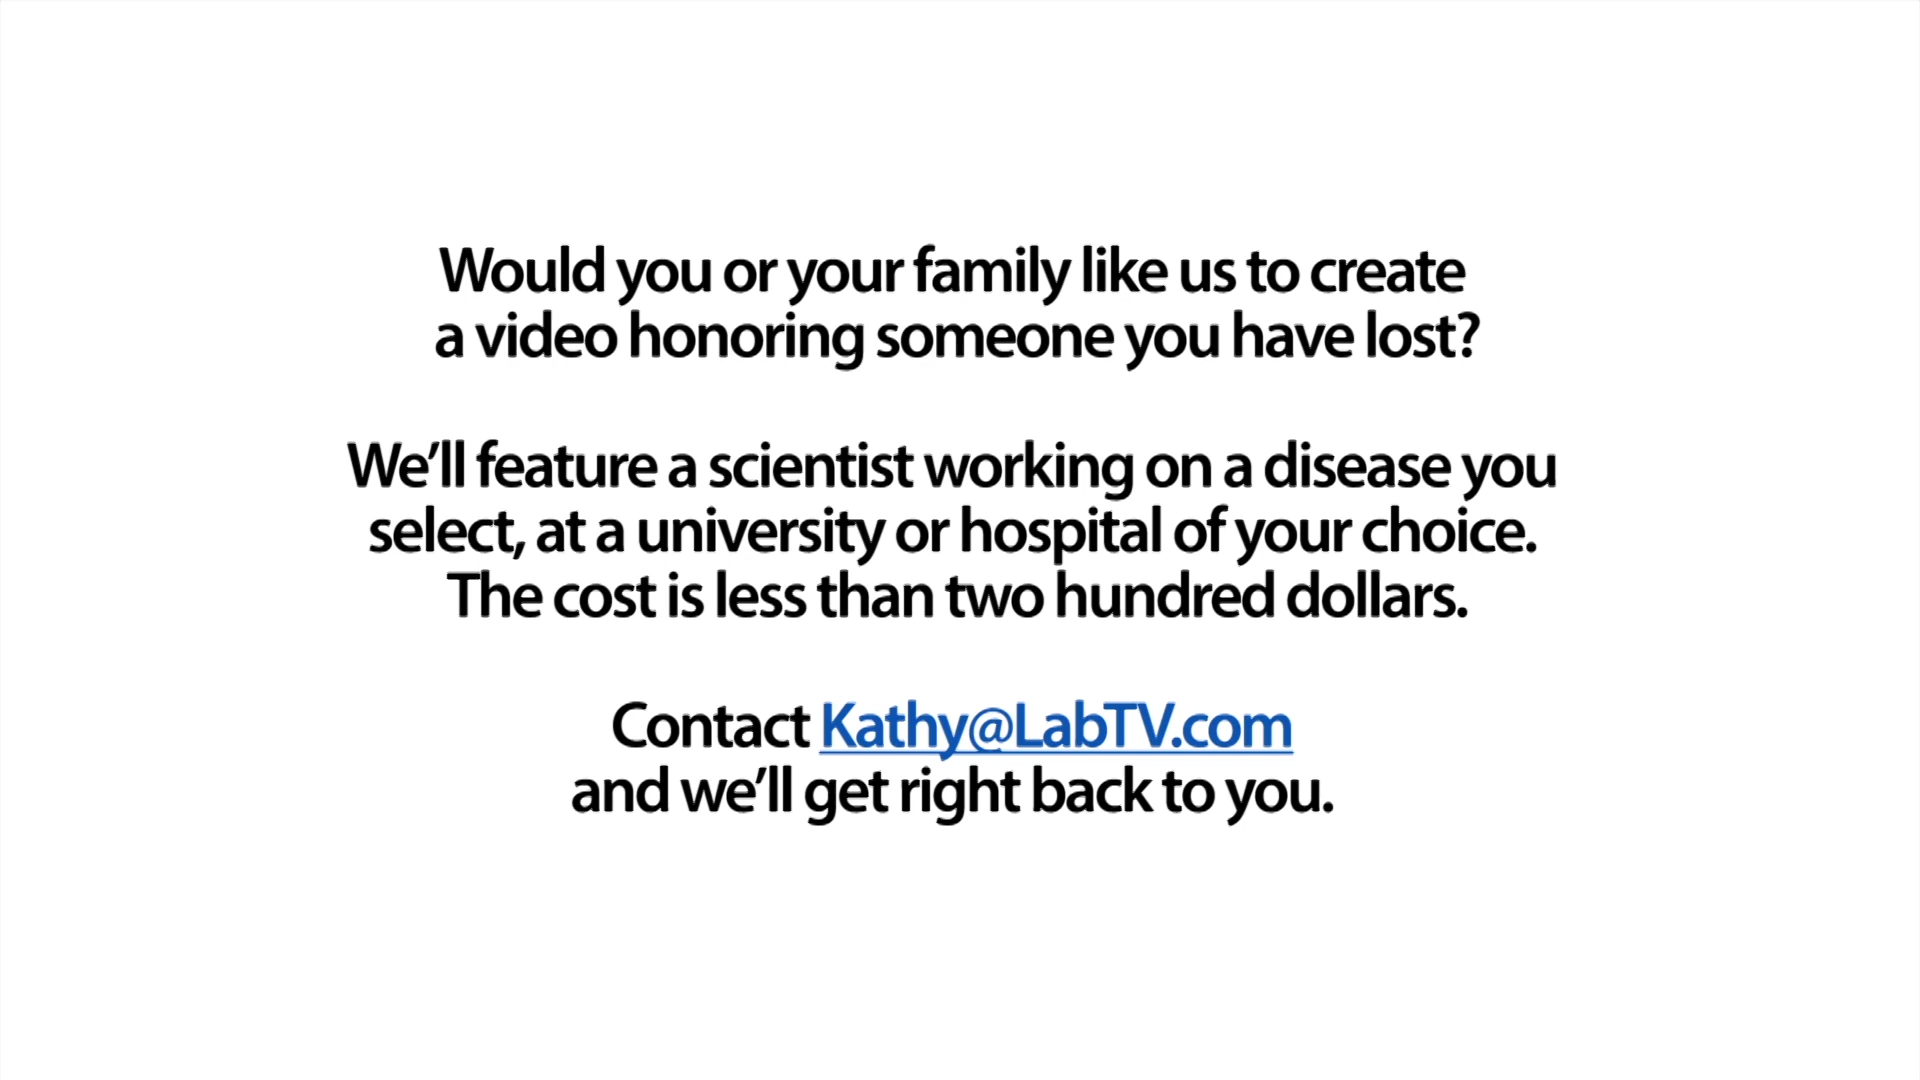 Would you or your family like us to create
a video honoring someone you have lost?
We’ll feature a scientist working on a disease you
select, at a university or hospital of your choice.
The cost is less than two hundred dollars.
Contact Kathy@LabTV.com
and we’ll get right back to you.